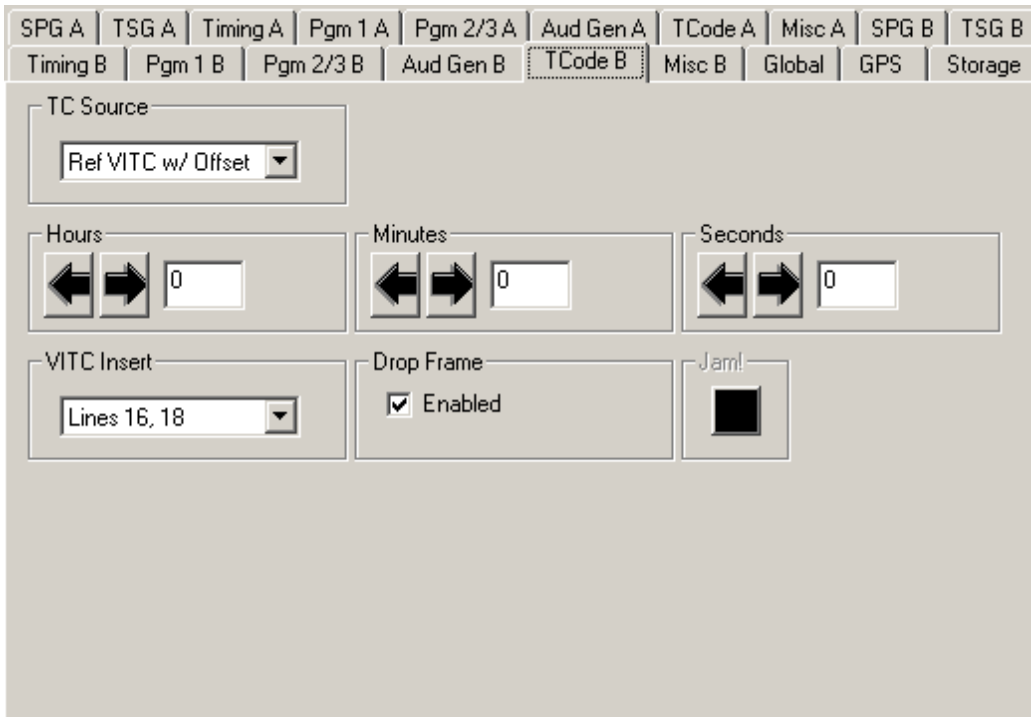 SPG A TSG A Timing A Pgm 1 A Pgm 2/3 A Aud Gen A TCode A Misc A SPG B TSG B
Timing B Pgm 1 B Pgm 2/3 B Aud Gen B TCode B Misc B Global GPS Storage
TC Source
Ref VITC w/ Offset
Hours Minutes Seconds
0 0 0
VITC Insert Drop Frame Jam!
Lines 16, 18 Enabled